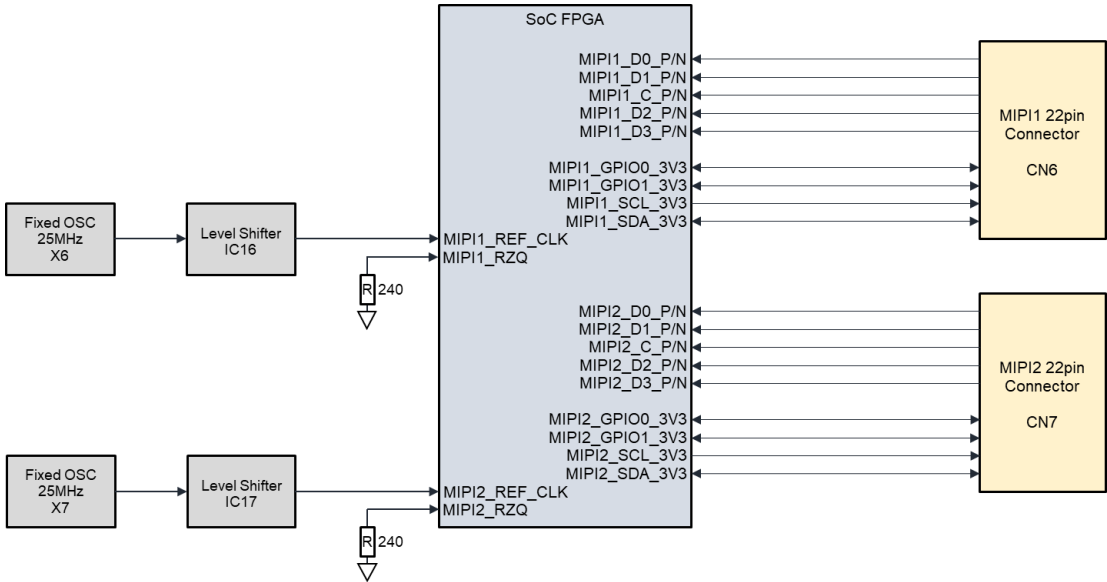 SoC FPGA
MIPI1_D0_P/N
MIPI1_D1_P/N
MIPI1_C_P/N
MIPI1_D2_P/N
MIPI1_D3_P/N
MIPI1_GPIO0_3V3
MIPI1_GPIO1_3V3
MIPI1_SCL_3V3
MIPI1_SDA_3V3
MIPI1 22pin
Connector
CN6
Fixed OSC
25MHz
X6
Level Shifter
IC16
MIPI1_REF_CLK
MIPI1_RZQ
R 240
MIPI2_D0_P/N
MIPI2_D1_P/N
MIPI2_C_P/N
MIPI2_D2_P/N
MIPI2_D3_P/N
MIPI2_GPIO0_3V3
MIPI2_GPIO1_3V3
MIPI2_SCL_3V3
MIPI2_SDA_3V3
MIPI2 22pin
Connector
CN7
Fixed OSC
25MHz
X7
Level Shifter
IC17
MIPI2_REF_CLK
MIPI2_RZQ
R 240